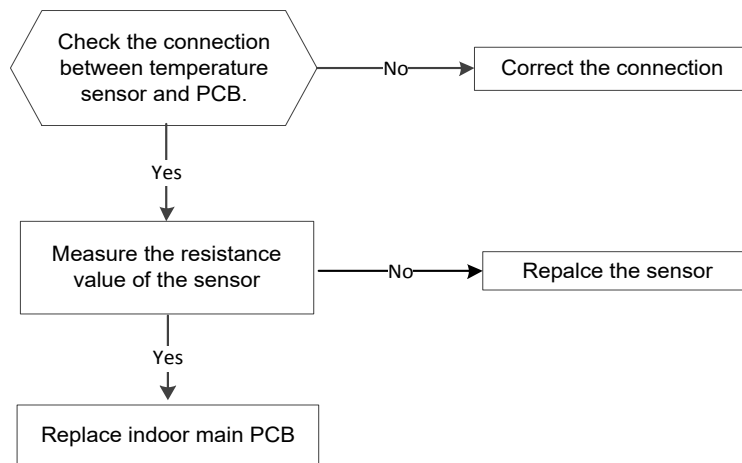 Check the connection
between temperature
sensor and PCB.
No
Correct the connection
Yes
Measure the resistance
value of the sensor
No
Repalce the sensor
Yes
Replace indoor main PCB